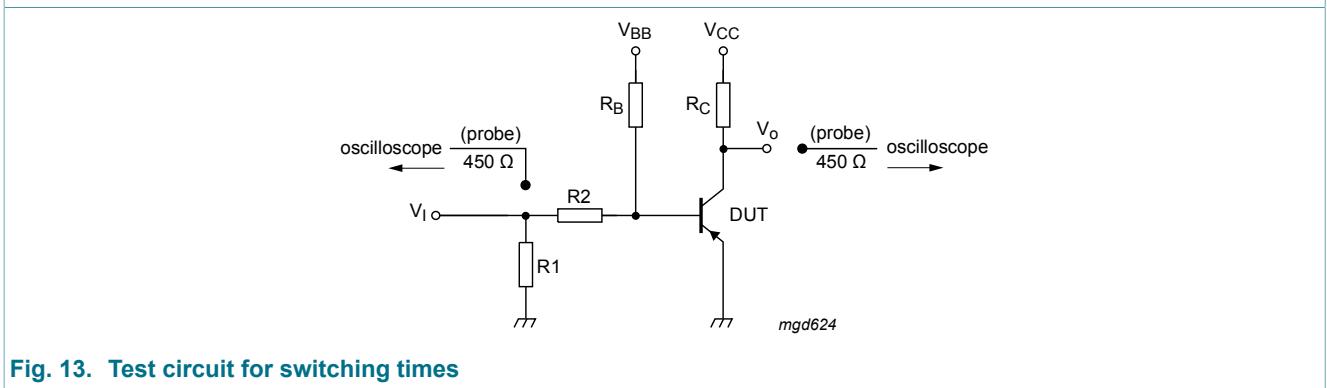 VBB
VCC
RB
RC
Vo
(probe)
450 Ω
oscilloscope
(probe)
450 Ω
oscilloscope
R2
VI
DUT
R1
mgd624
Fig. 13. Test circuit for switching times